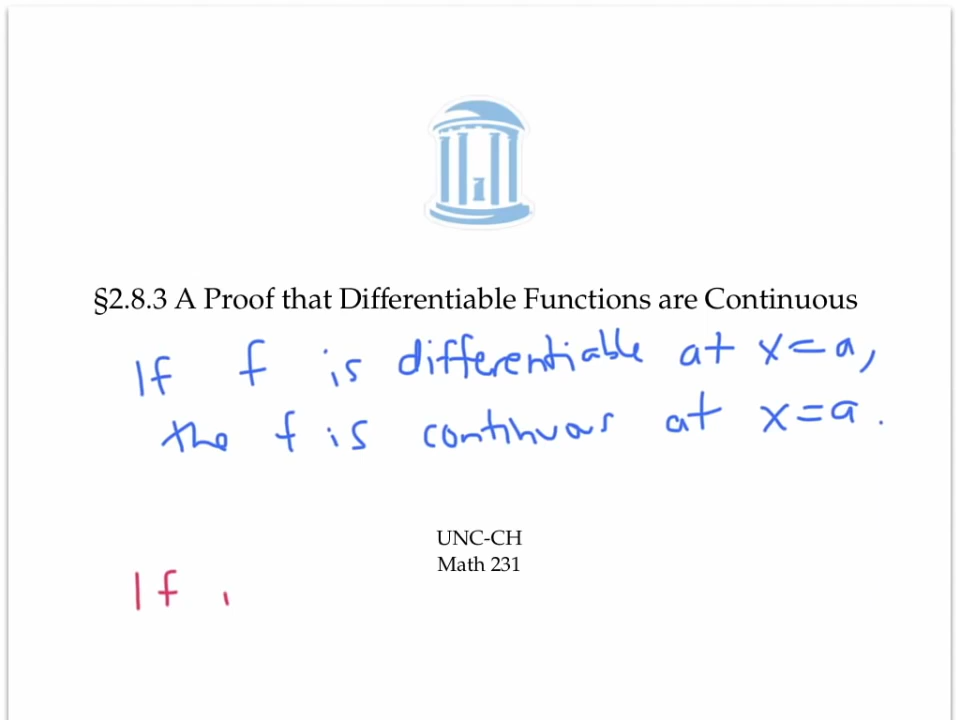 §2.8.3 A Proof that Differentiable Functions are Continuous
If f is differentiable at x=a,
the f is continuous at x=a.
UNC-CH
Math 231
If